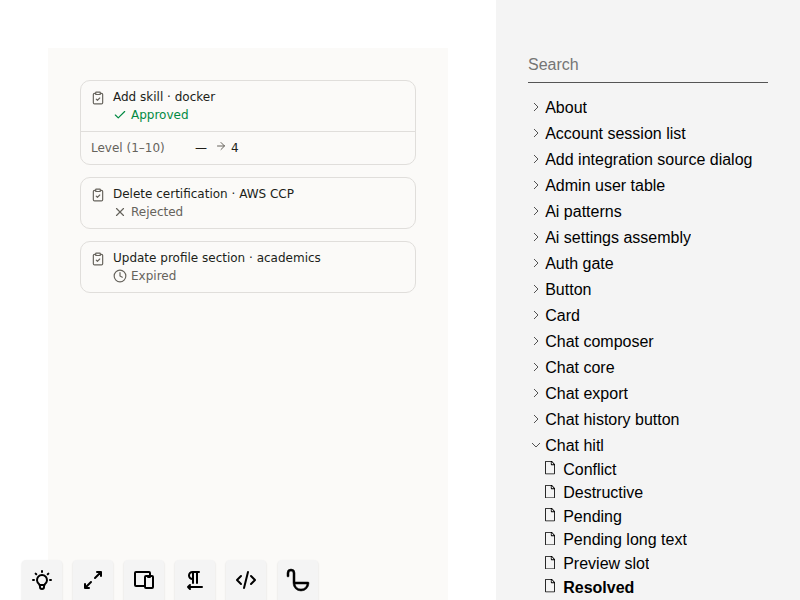 Add skill · docker
Approved
Level (1–10) — → 4
Delete certification · AWS CCP
Rejected
Update profile section · academics
Expired
Search
About
Account session list
Add integration source dialog
Admin user table
Ai patterns
Ai settings assembly
Auth gate
Button
Card
Chat composer
Chat core
Chat export
Chat history button
Chat hitl
Conflict
Destructive
Pending
Pending long text
Preview slot
Resolved